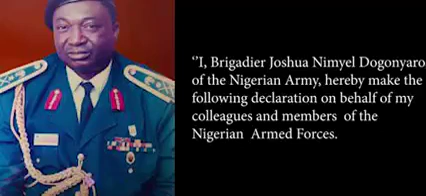 ‘’I, Brigadier Joshua Nimyel Dogonyaro
of the Nigerian Army, hereby make the
following declaration on behalf of my
colleagues and members of the
Nigerian Armed Forces.